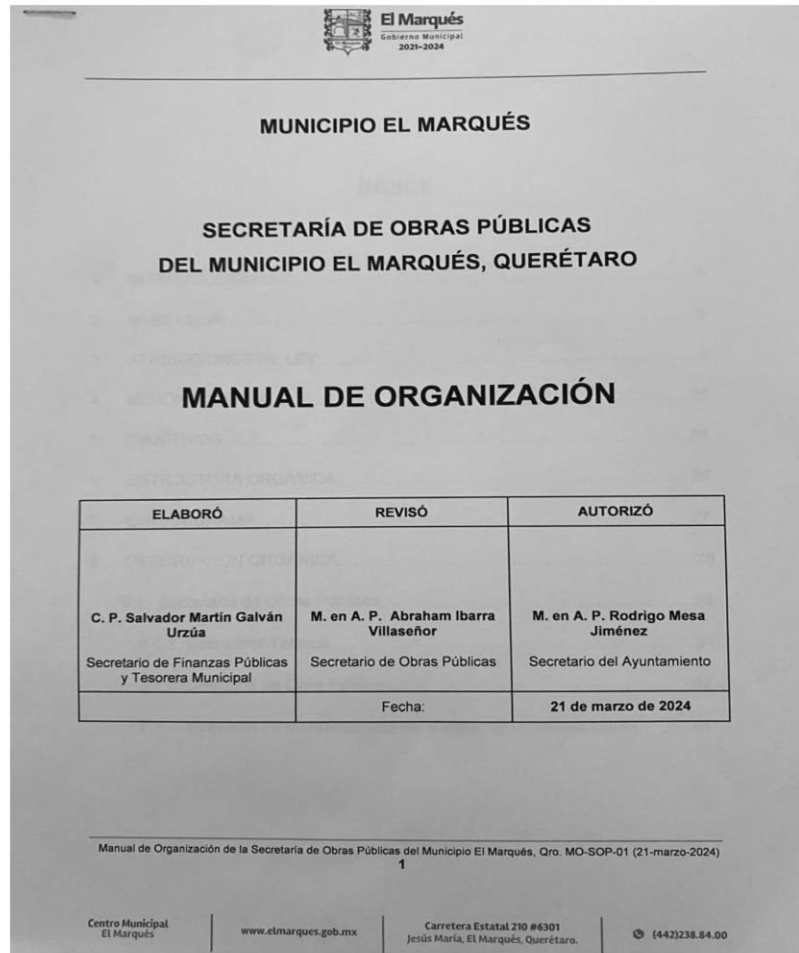 El Marqués
Gobierno Municipal
2021-2024
MUNICIPIO EL MARQUÉS
SECRETARÍA DE OBRAS PÚBLICAS
DEL MUNICIPIO EL MARQUÉS, QUERÉTARO
MANUAL DE ORGANIZACIÓN
ELABORÓ
REVISÓ
AUTORIZÓ
C. P. Salvador Martín Galván
Urzúa
Secretario de Finanzas Públicas
y Tesorera Municipal
M. en A. P. Abraham Ibarra
Villaseñor
Secretario de Obras Públicas
M. en A. P. Rodrigo Mesa
Jiménez
Secretario del Ayuntamiento
Fecha:
21 de marzo de 2024
Manual de Organización de la Secretaría de Obras Públicas del Municipio El Marqués, Qro. MO-SOP-01 (21-marzo-2024)
1
Centro Municipal
El Marqués
www.elmarques.gob.mx
Carretera Estatal 210 #6301
Jesús María, El Marqués, Querétaro.
(442)238.84.00